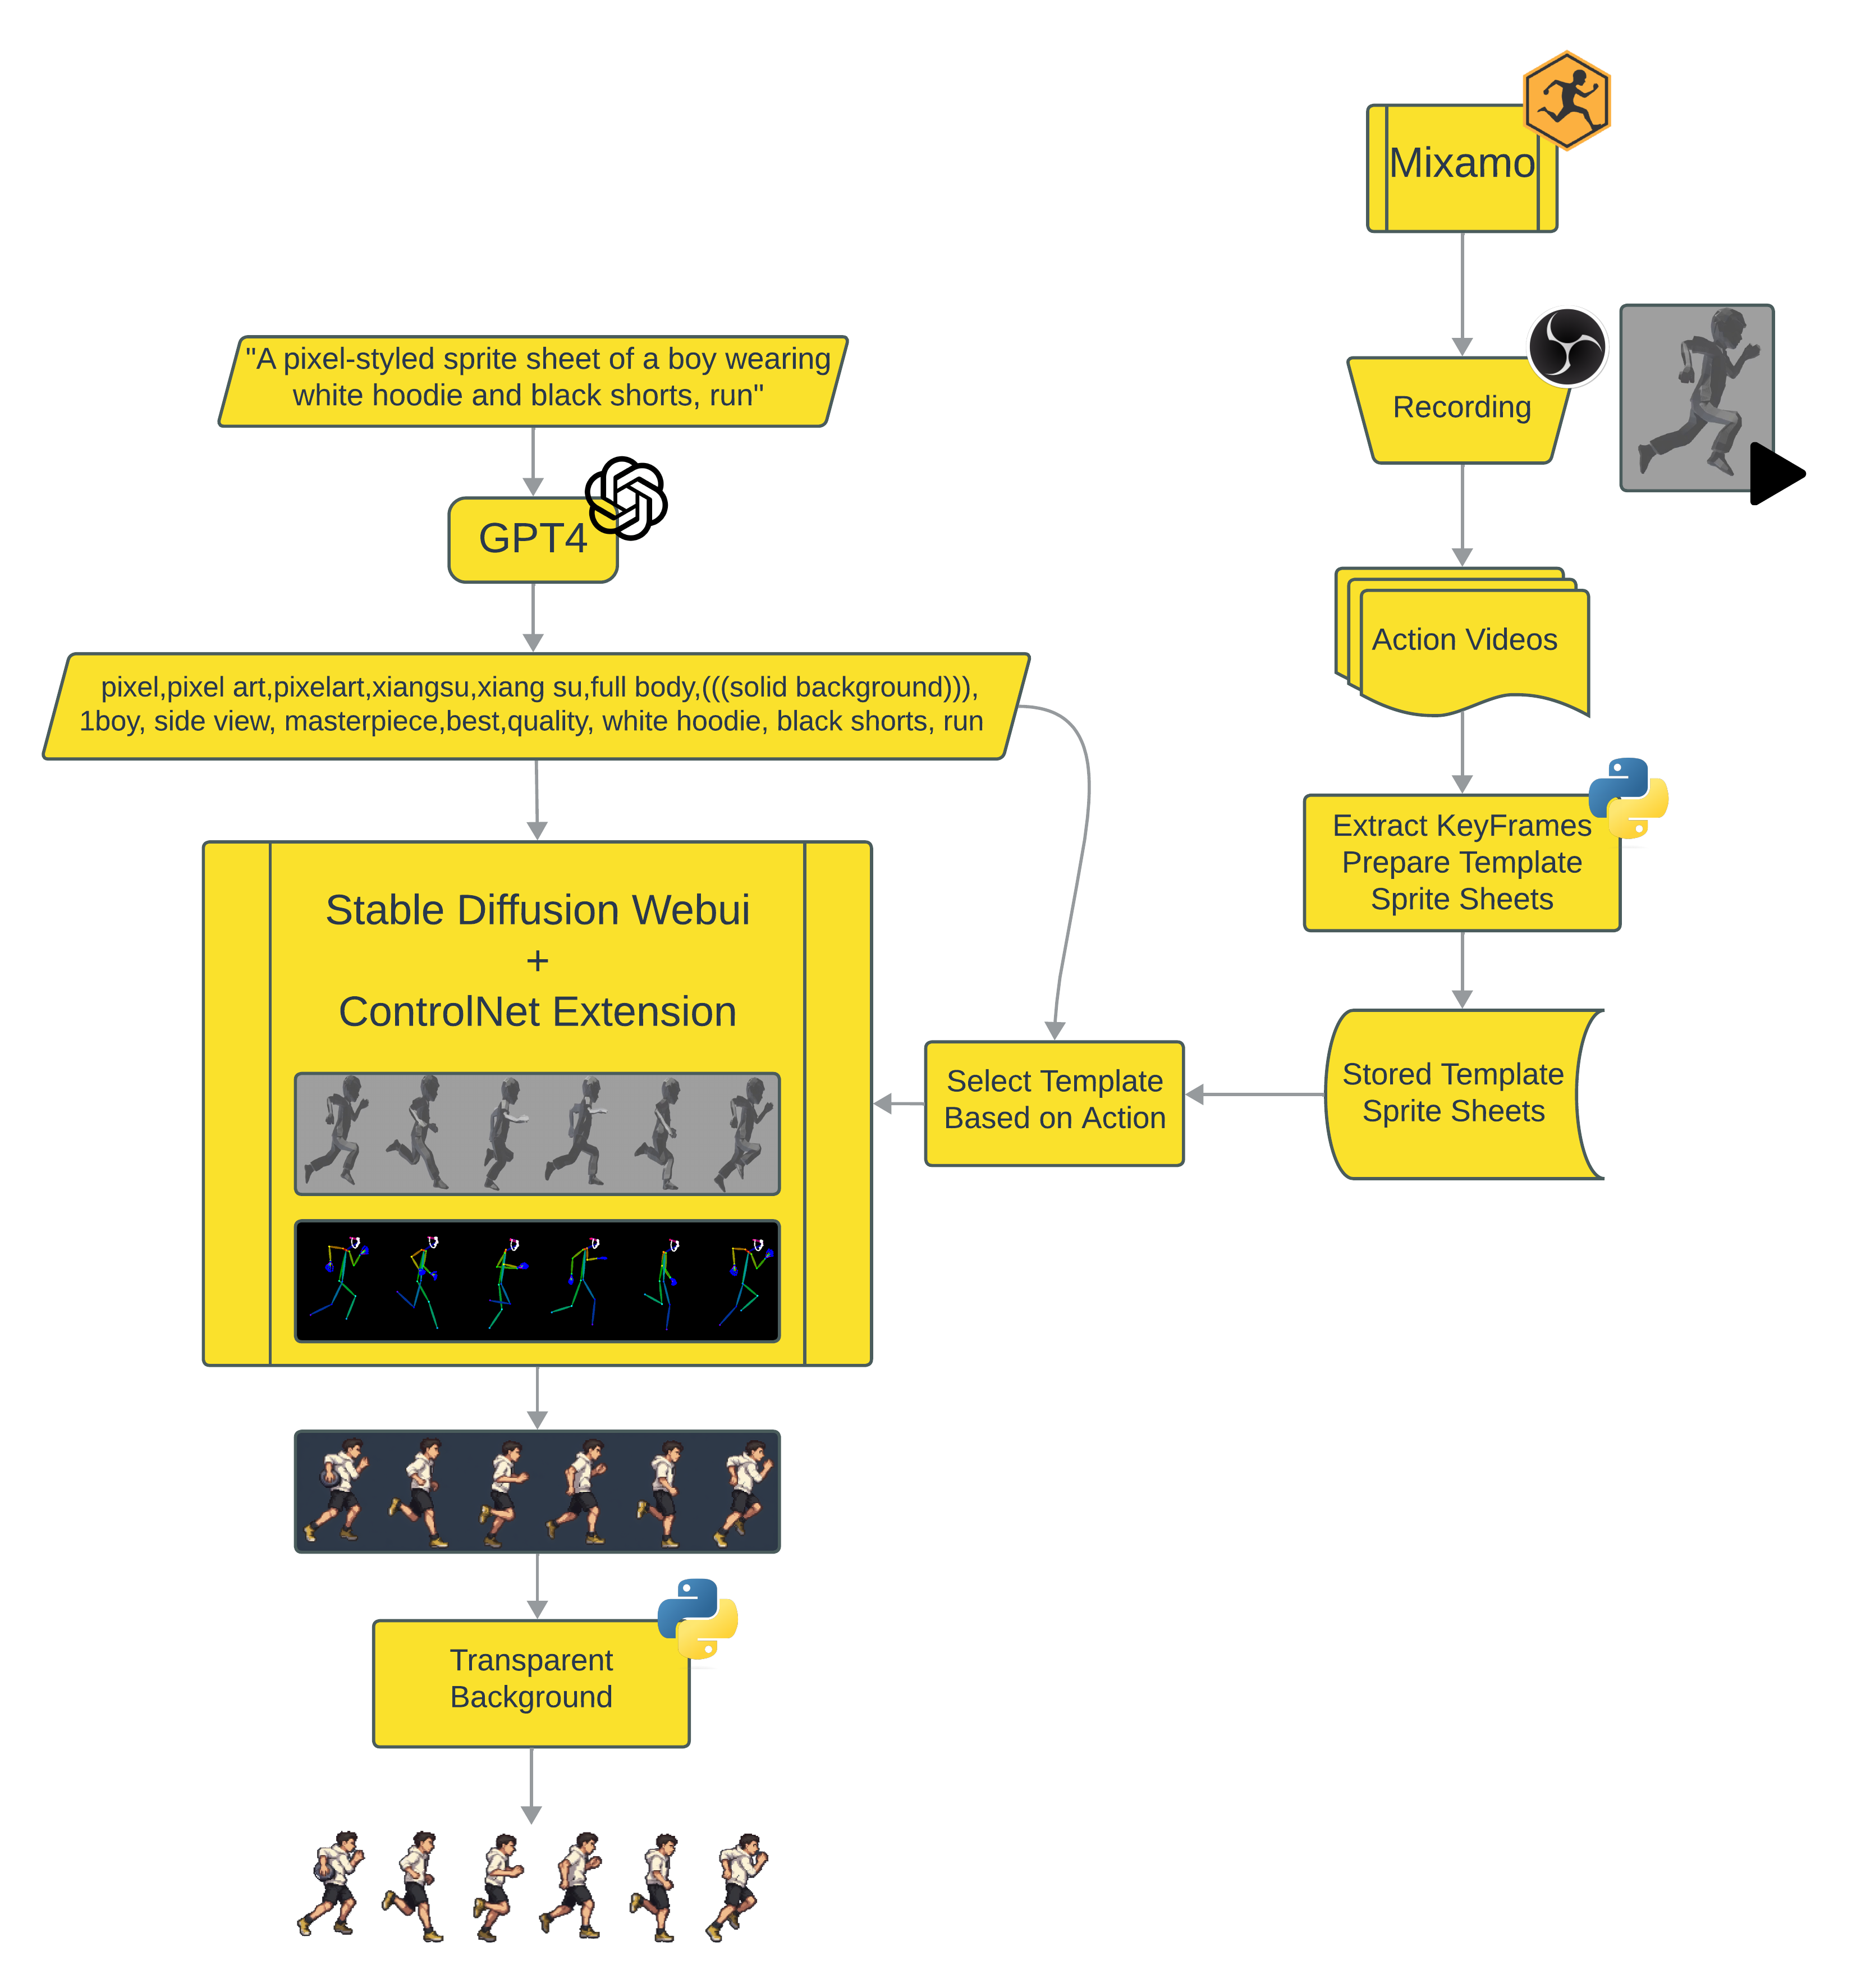 Mixamo
"A pixel-styled sprite sheet of a boy wearing
white hoodie and black shorts, run"
Recording
GPT4
Action Videos
pixel,pixel art,pixelart,xiangsu,xiang su,full body,(((solid background))),
1boy, side view, masterpiece,best,quality, white hoodie, black shorts, run
Extract KeyFrames
Prepare Template
Sprite Sheets
Stable Diffusion Webui
+
ControlNet Extension
Select Template
Based on Action
Stored Template
Sprite Sheets
Transparent
Background